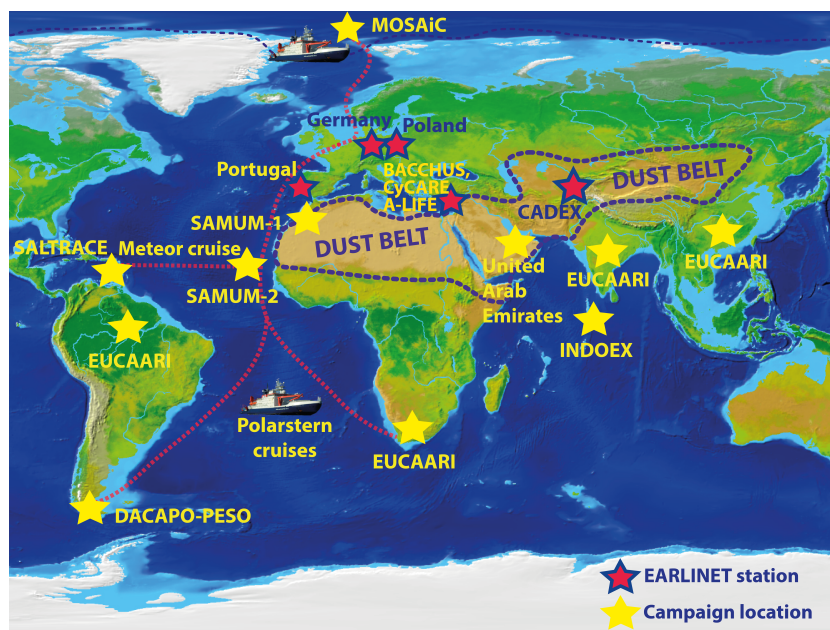 MOSAiC
Germany
Poland
Portugal
BACCHUS,
CyCARE
A-LIFE
DUST BELT
CADEX
SAMUM-1
DUST BELT
SALTRACE
Meteor cruise
SAMUM-2
United
Arab
Emirates
EUCAARI
EUCAARI
EUCAARI
INDOEX
Polarstern
cruises
EUCAARI
DACAPO-PESO
EARLINET station
Campaign location